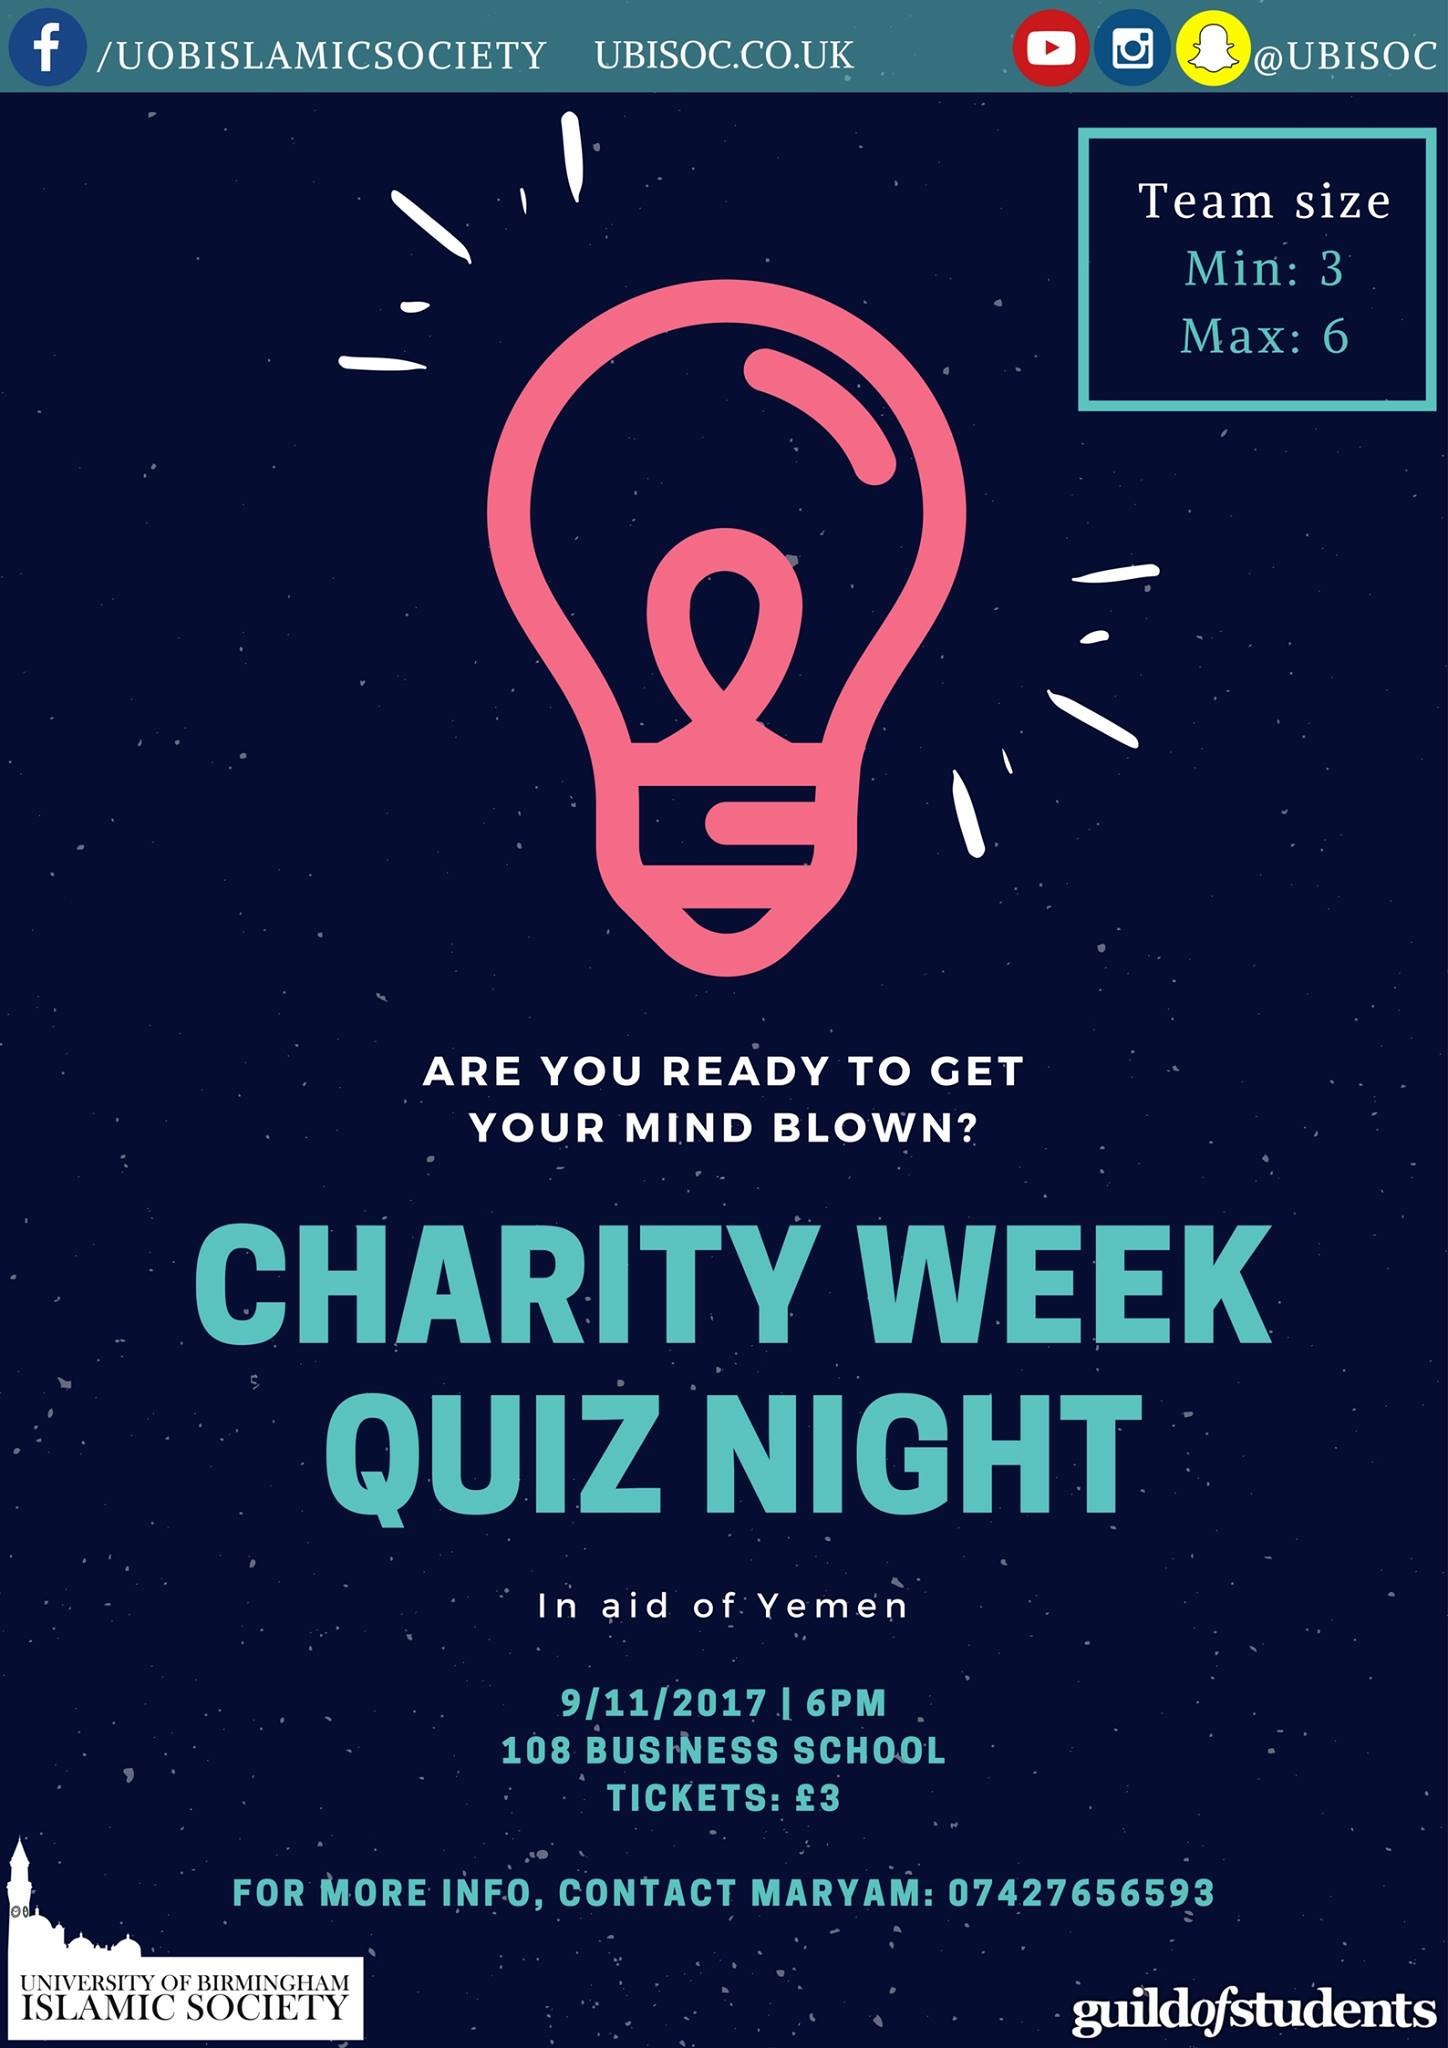 /UOBISLAMICSOCIETY UBISOC.CO.UK @UBISOC
Team size
Min: 3
Max: 6
ARE YOU READY TO GET
YOUR MIND BLOWN?
CHARITY WEEK
QUIZ NIGHT
In aid of Yemen
9/11/2017 | 6PM
108 BUSINESS SCHOOL
TICKETS: £3
FOR MORE INFO, CONTACT MARYAM: 07427656593
UNIVERSITY OF BIRMINGHAM
ISLAMIC SOCIETY
guildofstudents